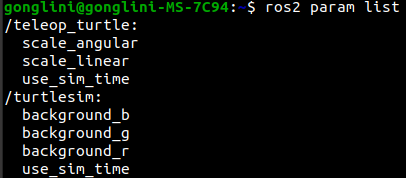 gonglini@gonglini-MS-7C94:~$ ros2 param list
/teleop_turtle:
  scale_angular
  scale_linear
  use_sim_time
/turtlesim:
  background_b
  background_g
  background_r
  use_sim_time